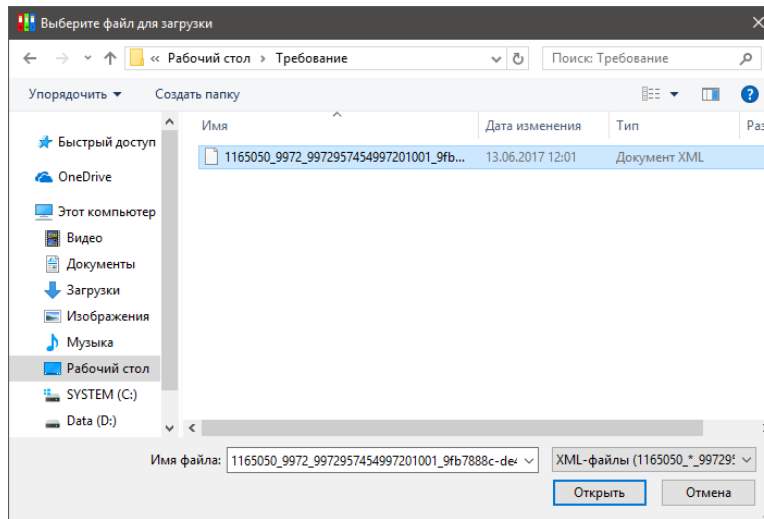 Выберите файл для загрузки
« Рабочий стол › Требование
Поиск: Требование
Упорядочить
Создать папку
Имя
Дата изменения
Тип
Раз
1165050_9972_9972957454997201001_9fb...
13.06.2017 12:01
Документ XML
Быстрый доступ
OneDrive
Этот компьютер
Видео
Документы
Загрузки
Изображения
Музыка
Рабочий стол
SYSTEM (C:)
Data (D:)
Имя файла:
1165050_9972_9972957454997201001_9fb7888c-de4
XML-файлы (1165050_*_99729
Открыть
Отмена